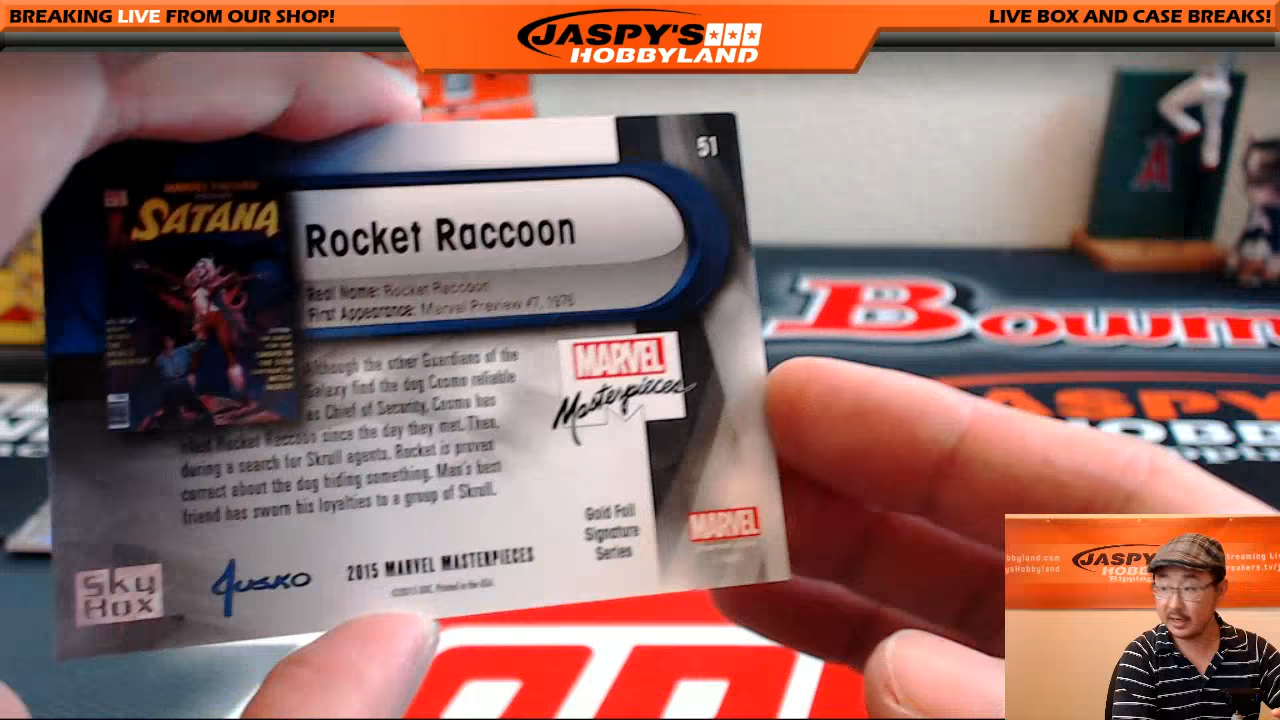 BREAKING LIVE FROM OUR SHOP!
JASPY'S
HOBBYLAND
LIVE BOX AND CASE BREAKS!
51
SATANA
Rocket Raccoon
Real Name: Rocket Raccoon
First Appearance: Marvel Preview #7, 1976
Although the other Guardians of the
Galaxy find the dog Cosmo reliable
as Chief of Security, Cosmo has
Rocket Raccoon since the day they met. Then,
during a search for Skrull agents, Rocket is proven
correct about the dog hiding something. Man's best
friend has sworn his loyalties to a group of Skrull.
MARVEL
Masterpieces
Gold Foil
Signature
Series
MARVEL
Sky
Box
Jusko
2015 MARVEL MASTERPIECES
Bowm
ASPY
HOBB
JASPY'S